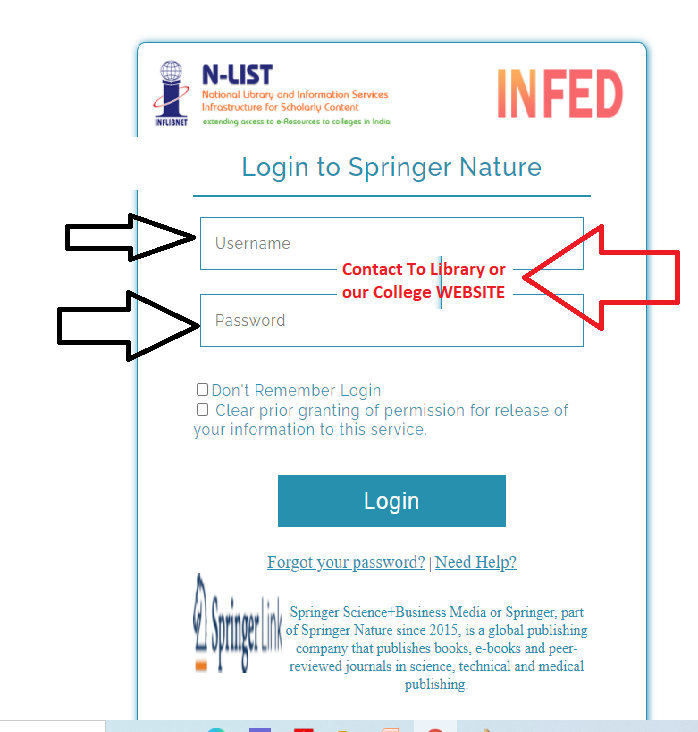 N-LIST
National Library and Information Services
Infrastructure for Scholarly Content
extending access to e-Resources to colleges in India
INFLIBNET
INFED
Login to Springer Nature
Username
Contact To Library or
our College WEBSITE
Password
Don't Remember Login
Clear prior granting of permission for release of
your information to this service.
Login
Forgot your password? | Need Help?
Springer Link
Springer Science+Business Media or Springer, part
of Springer Nature since 2015, is a global publishing
company that publishes books, e-books and peer-
reviewed journals in science, technical and medical
publishing.